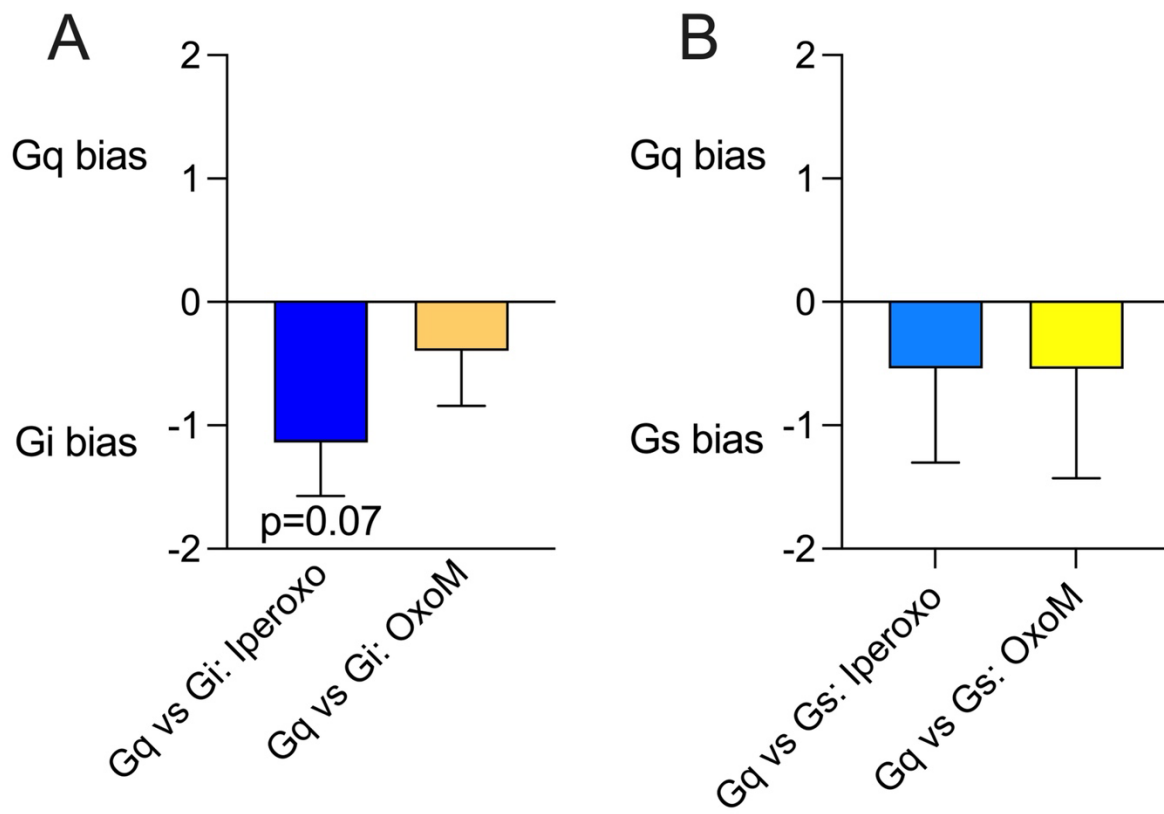 A
2
Gq bias
1
0
Gi bias
-1
p=0.07
-2
Gq vs Gi: Iperoxo
Gq vs Gi: OxoM
B
2
Gq bias
1
0
Gs bias
-1
-2
Gq vs Gs: Iperoxo
Gq vs Gs: OxoM